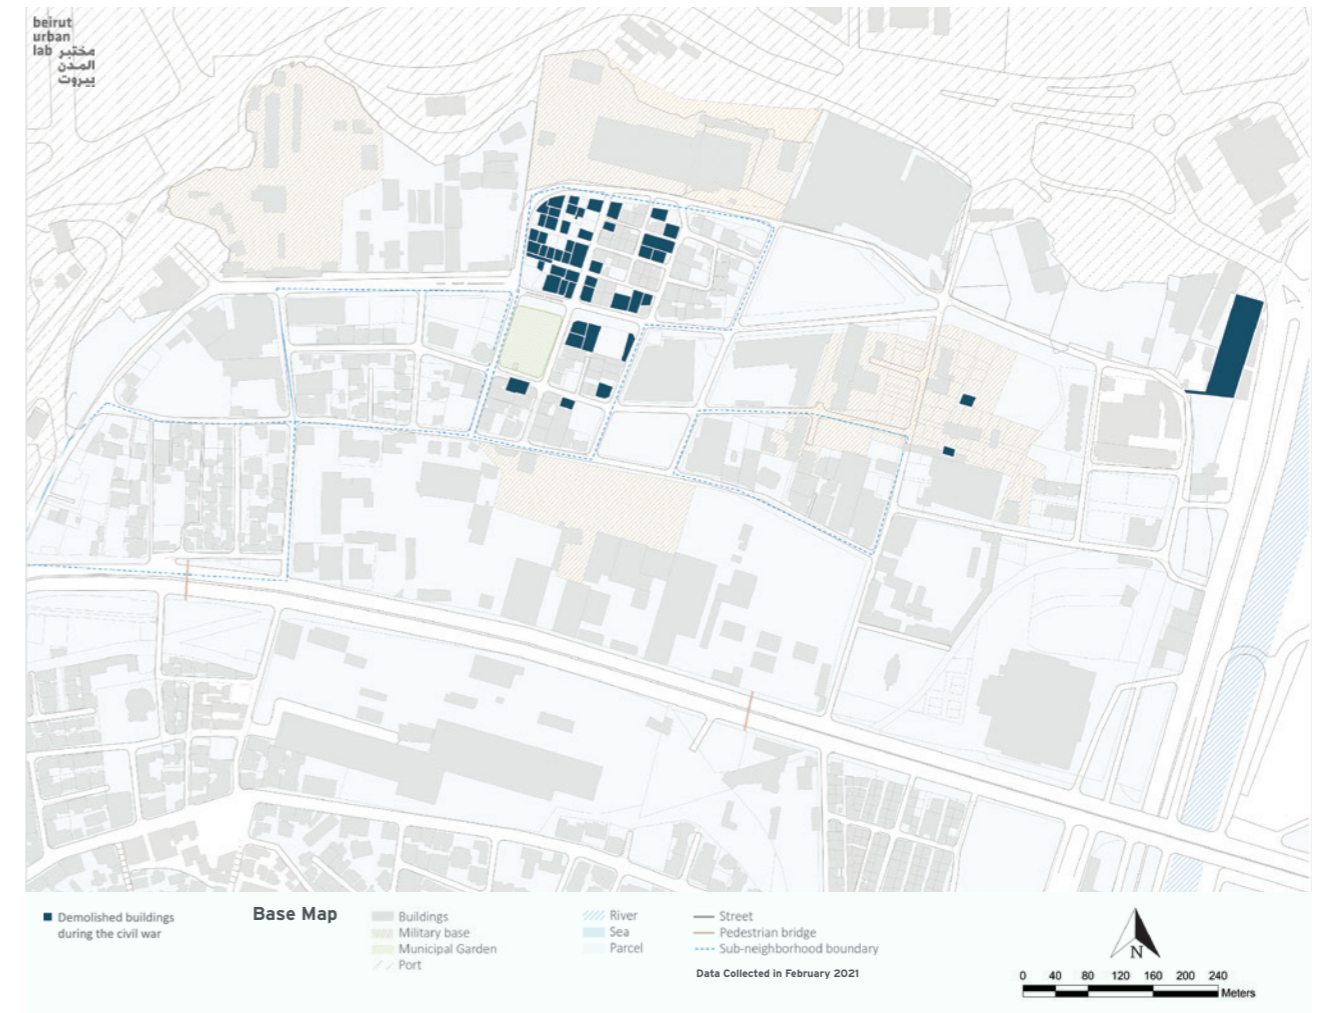 beirut
urban
lab مختبر
المدن
بيروت
Demolished buildings
during the civil war
Base Map
Buildings
Military base
Municipal Garden
Port
River
Sea
Parcel
Street
Pedestrian bridge
Sub-neighborhood boundary
Data Collected in February 2021
N
0 40 80 120 160 200 240
Meters